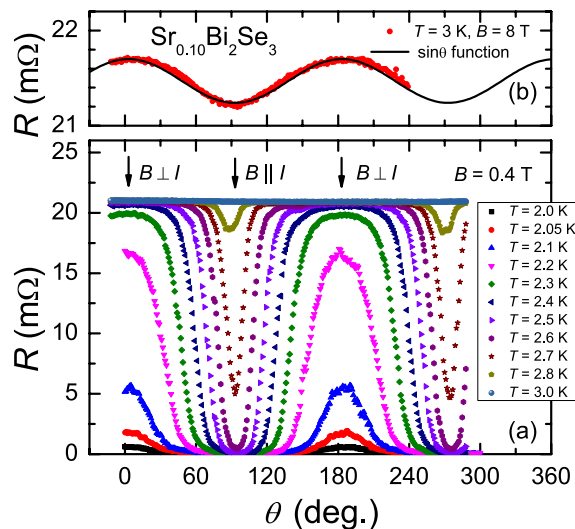 Sr0.10Bi2Se3
T = 3 K, B = 8 T
sinθ function
(b)
R (mΩ)
22
21
B ⊥ I
B || I
B ⊥ I
B = 0.4 T
R (mΩ)
25
20
15
10
5
0
T = 2.0 K
T = 2.05 K
T = 2.1 K
T = 2.2 K
T = 2.3 K
T = 2.4 K
T = 2.5 K
T = 2.6 K
T = 2.7 K
T = 2.8 K
T = 3.0 K
(a)
0 60 120 180 240 300 360
θ (deg.)